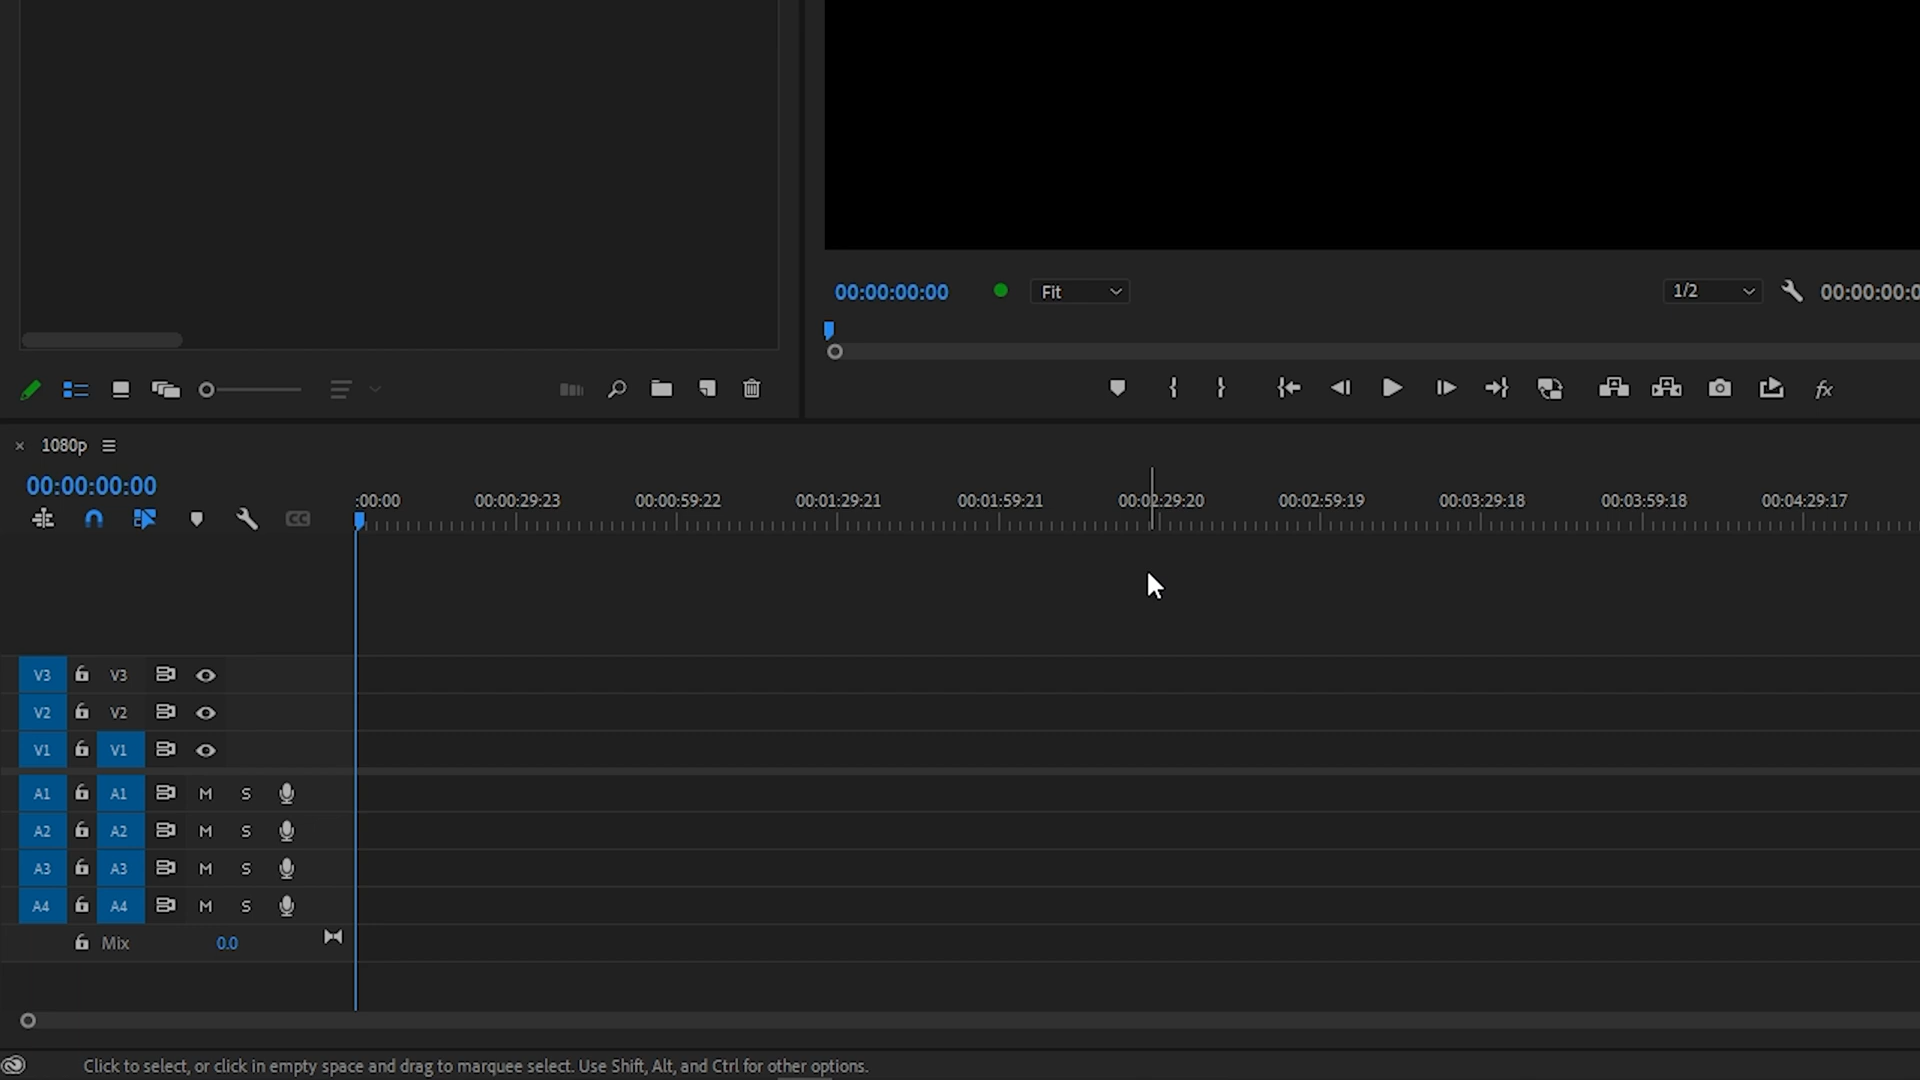 00:00:00:00 Fit 1/2 00:00:00:0
fx
1080p
00:00:00:00
:00:00 00:00:29:23 00:00:59:22 00:01:29:21 00:01:59:21 00:02:29:20 00:02:59:19 00:03:29:18 00:03:59:18 00:04:29:17
CC
V3 V3
V2 V2
V1 V1
A1 A1 M S
A2 A2 M S
A3 A3 M S
A4 A4 M S
Mix 0.0
Click to select, or click in empty space and drag to marquee select. Use Shift, Alt, and Ctrl for other options.